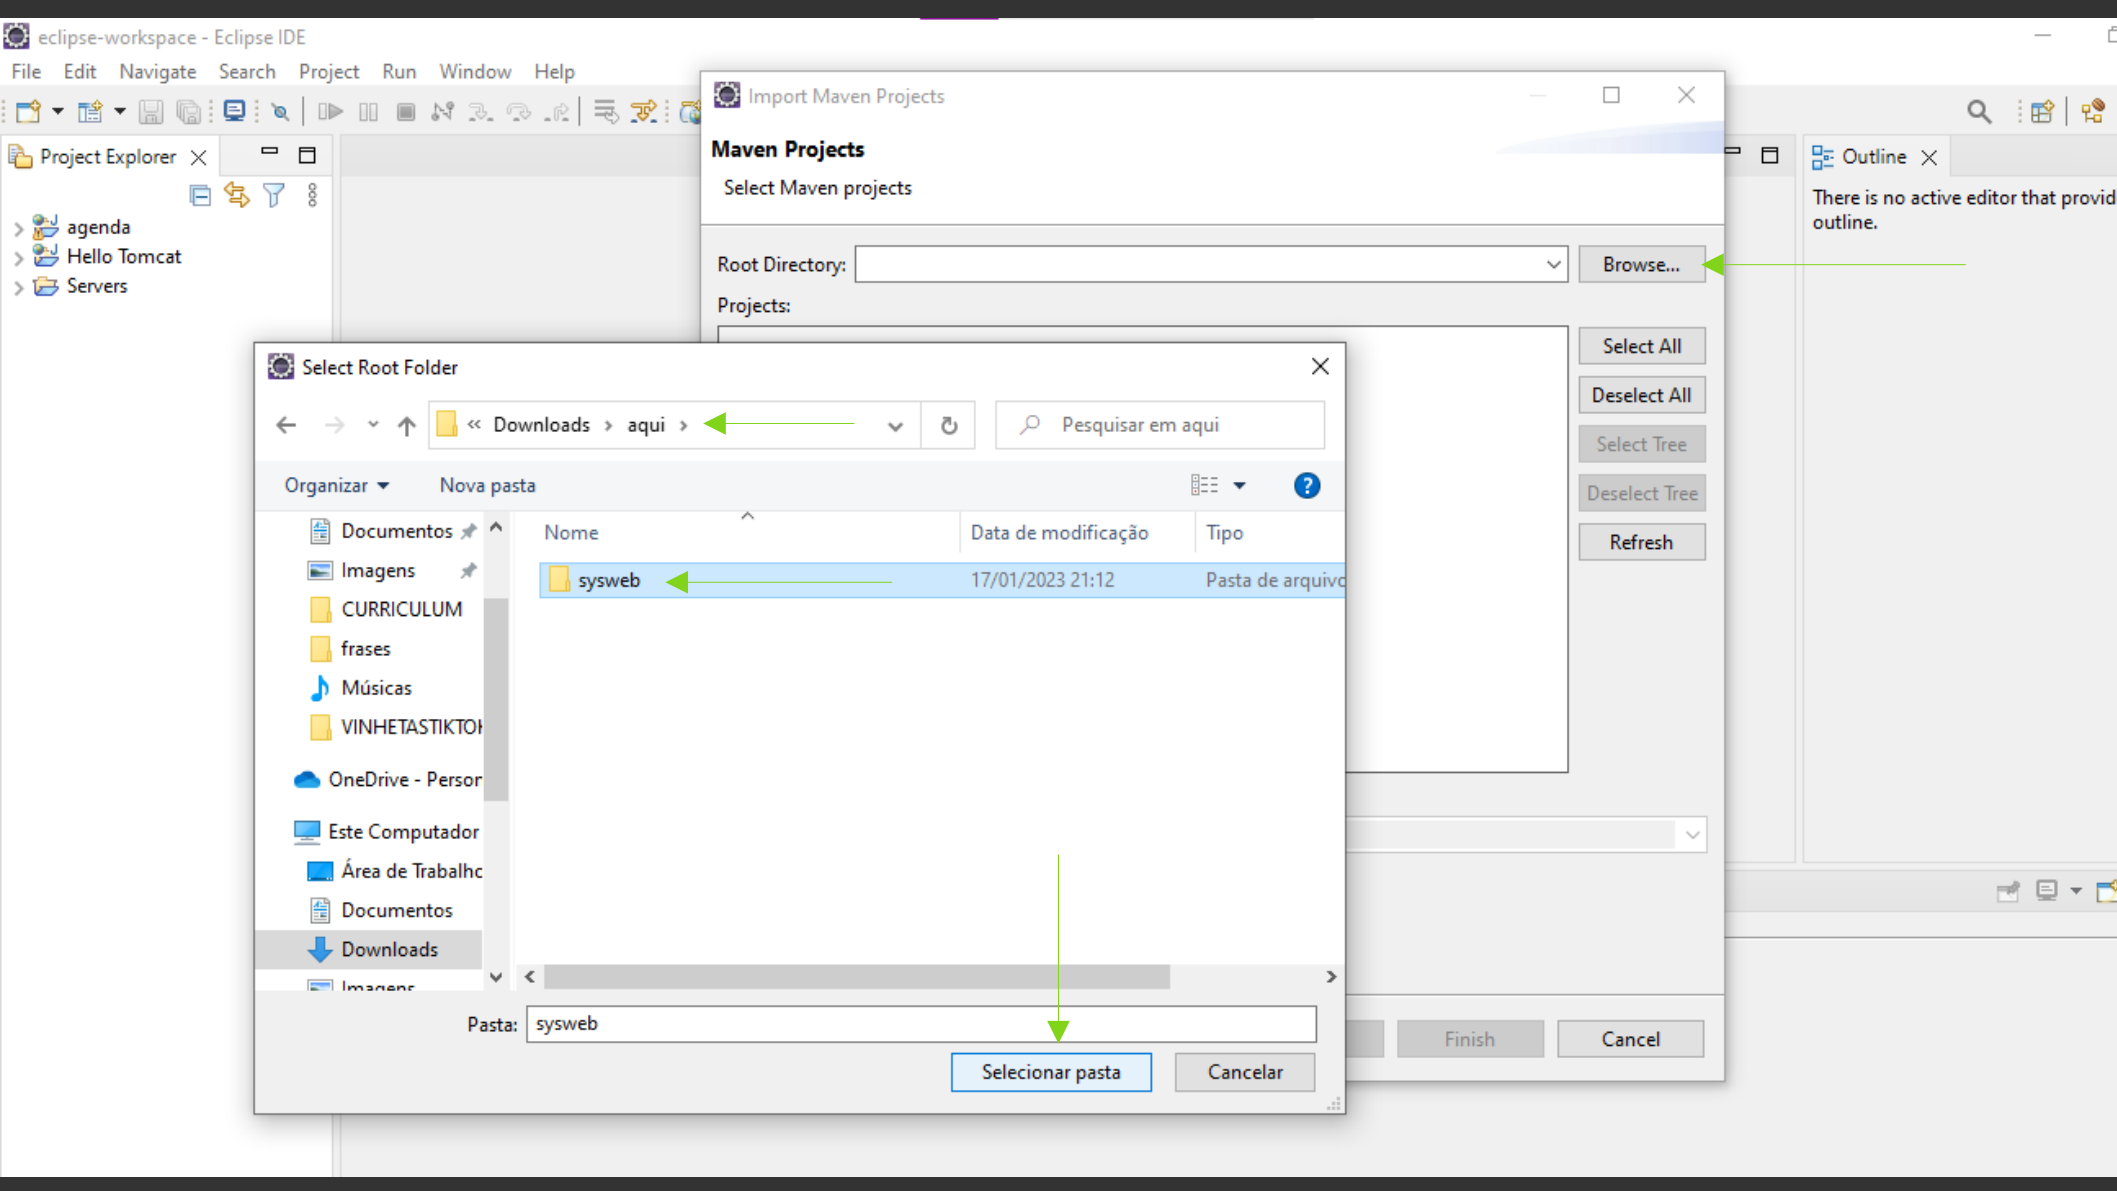 eclipse-workspace - Eclipse IDE
File Edit Navigate Search Project Run Window Help
Import Maven Projects
Maven Projects
Select Maven projects
Project Explorer
agenda
Hello Tomcat
Servers
Outline
There is no active editor that provid
outline.
Root Directory:
Browse...
Projects:
Select All
Deselect All
Select Tree
Deselect Tree
Refresh
Select Root Folder
« Downloads › aqui ›
Pesquisar em aqui
Organizar
Nova pasta
?
Documentos
Imagens
CURRICULUM
frases
Músicas
VINHETASTIKTOK
OneDrive - Person
Este Computador
Área de Trabalho
Documentos
Downloads
Imagens
Nome Data de modificação Tipo
sysweb 17/01/2023 21:12 Pasta de arquivo
Pasta: sysweb
Selecionar pasta Cancelar
Finish Cancel